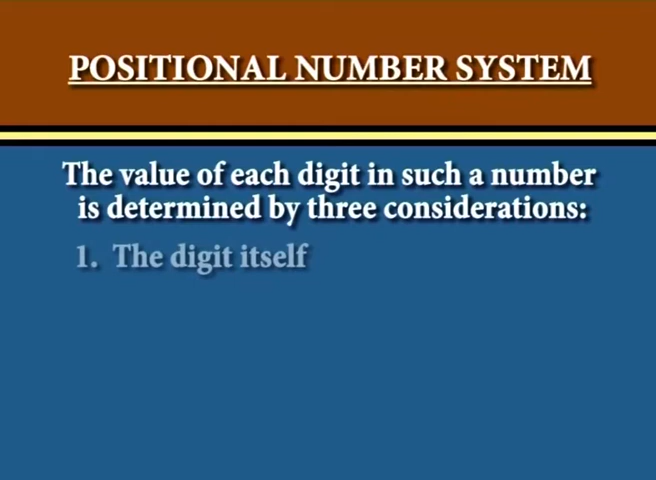 POSITIONAL NUMBER SYSTEM
The value of each digit in such a number
is determined by three considerations:
1. The digit itself